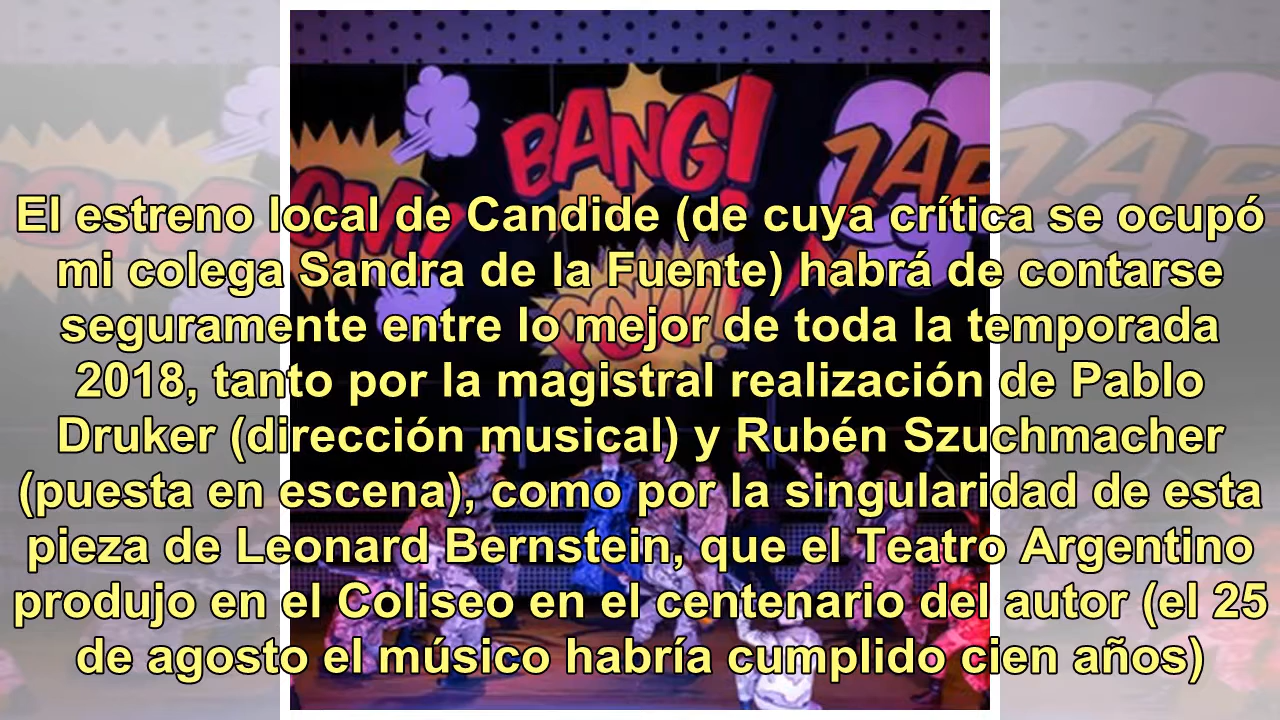 BANG!
ZAP
OM!
POW!
El estreno local de Candide (de cuya crítica se ocupó
mi colega Sandra de la Fuente) habrá de contarse
seguramente entre lo mejor de toda la temporada
2018, tanto por la magistral realización de Pablo
Druker (dirección musical) y Rubén Szuchmacher
(puesta en escena), como por la singularidad de esta
pieza de Leonard Bernstein, que el Teatro Argentino
produjo en el Coliseo en el centenario del autor (el 25
de agosto el músico habría cumplido cien años)